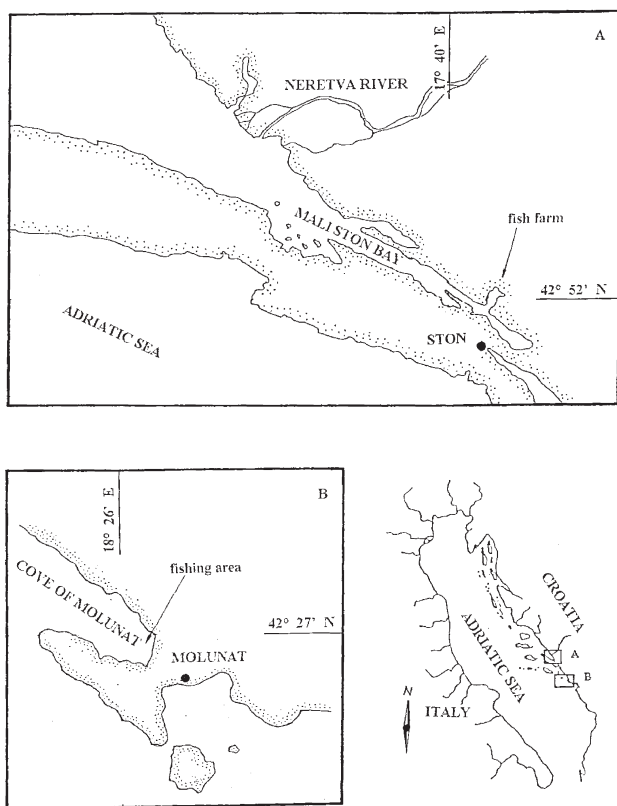 A
17° 40' E
NERETVA RIVER
MALI STON BAY
fish farm
42° 52' N
ADRIATIC SEA
STON
B
18° 26' E
fishing area
COVE OF MOLUNAT
42° 27' N
MOLUNAT
CROATIA
ADRIATIC SEA
A
B
N
ITALY